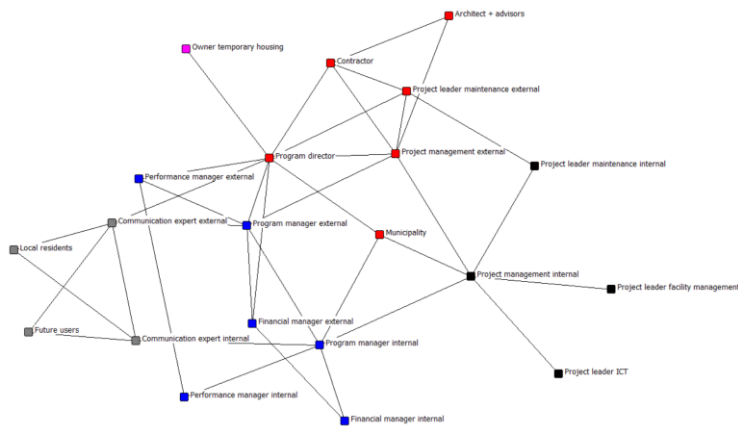 Architect + advisors
Owner temporary housing
Contractor
Project leader maintenance external
Project management external
Program director
Project leader maintenance internal
Performance manager external
Communication expert external
Program manager external
Municipality
Local residents
Project management internal
Project leader facility management
Financial manager external
Future users
Communication expert internal
Program manager internal
Project leader ICT
Performance manager internal
Financial manager internal